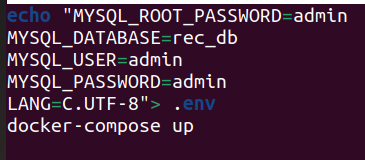 echo "MYSQL_ROOT_PASSWORD=admin
MYSQL_DATABASE=rec_db
MYSQL_USER=admin
MYSQL_PASSWORD=admin
LANG=C.UTF-8"> .env
docker-compose up